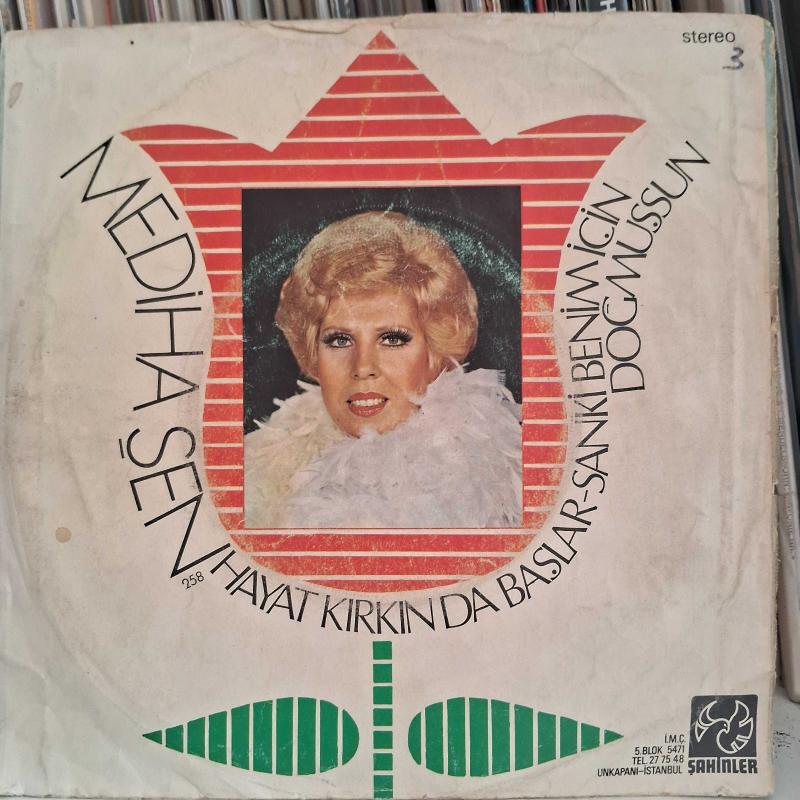 stereo
3
MEDİHA ŞEN
258
HAYAT KIRKIN DA BAŞLAR-SANKİ BENİM İÇİN
DOĞMUŞSUN
İ.M.Ç.
5.BLOK 5471
TEL. 27 75 48
UNKAPANI-İSTANBUL
ŞAHİNLER